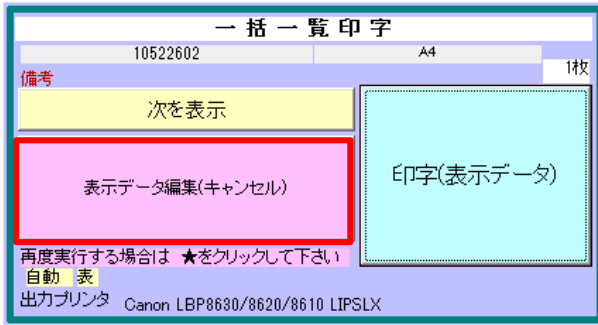 一括一覧印字
10522602 A4
1枚
備考
次を表示
表示データ編集(キャンセル)
印字(表示データ)
再度実行する場合は ★をクリックして下さい
自動 表
出力プリンタ Canon LBP8630/8620/8610 LIPSLX